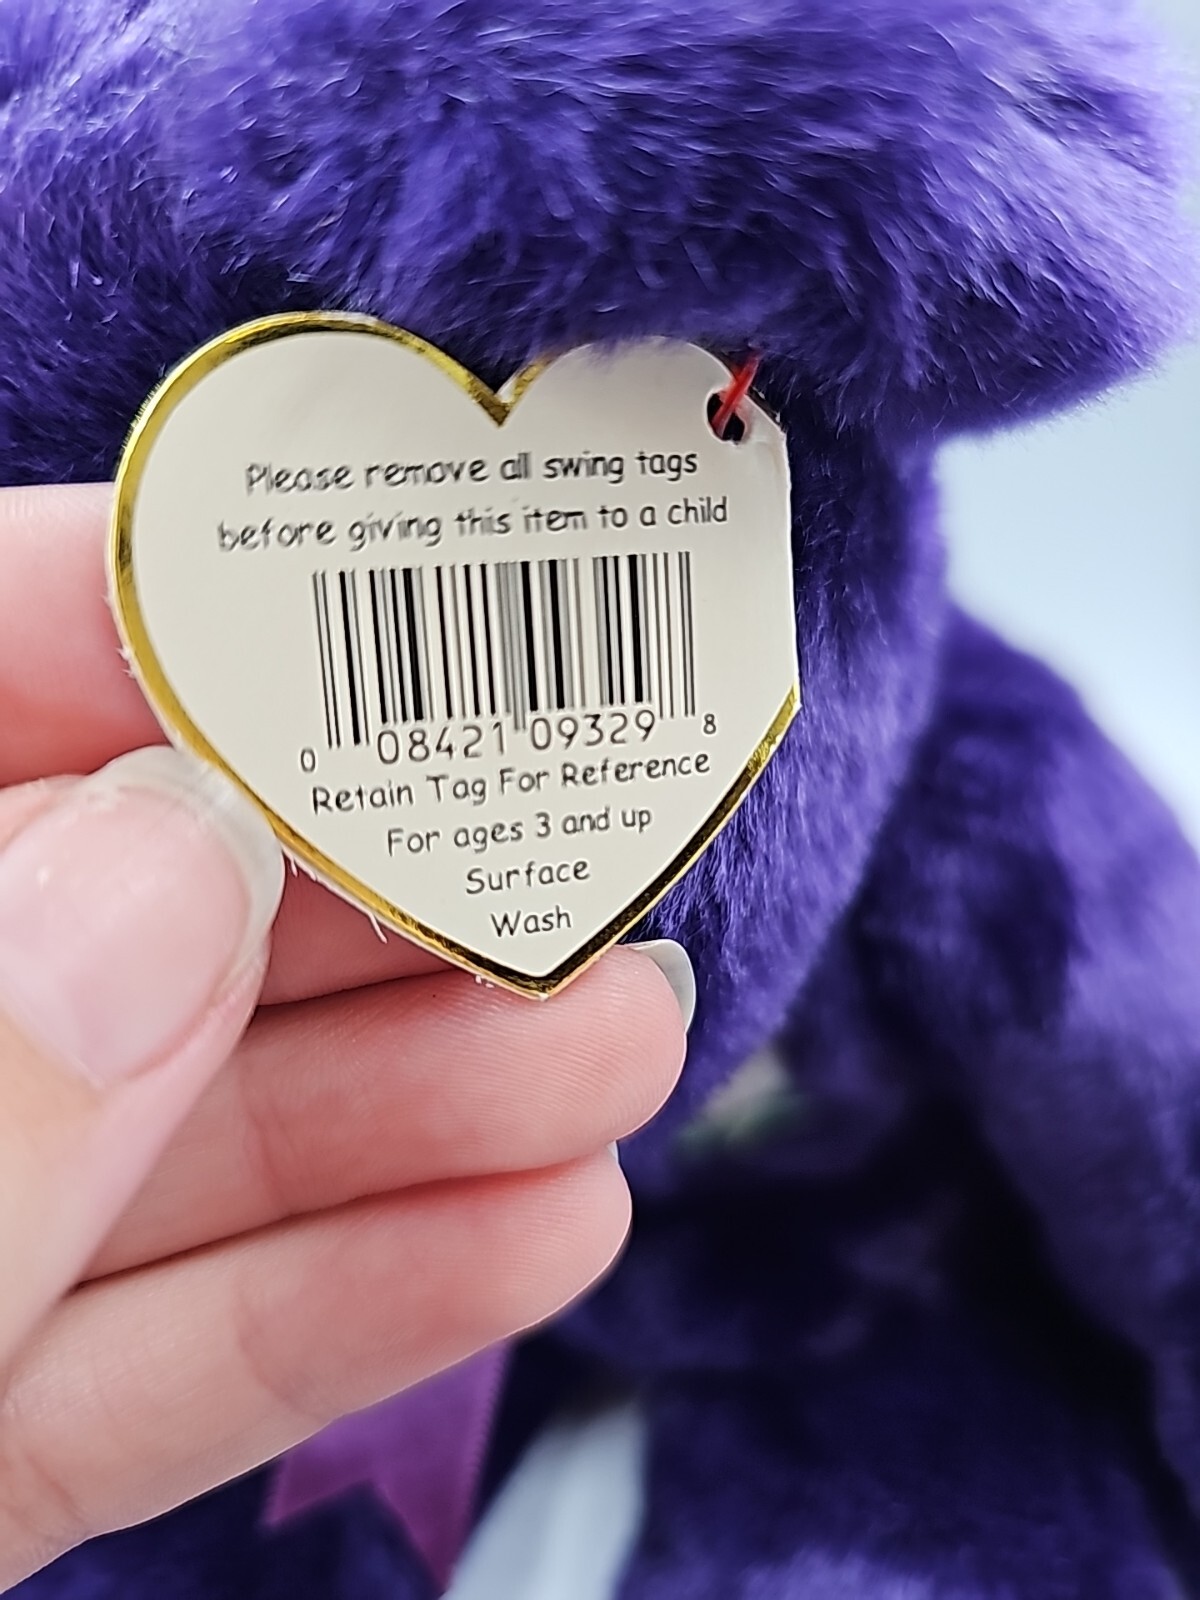 Please remove all swing tags
before giving this item to a child
0 08421 09329 8
Retain Tag For Reference
For ages 3 and up
Surface
Wash